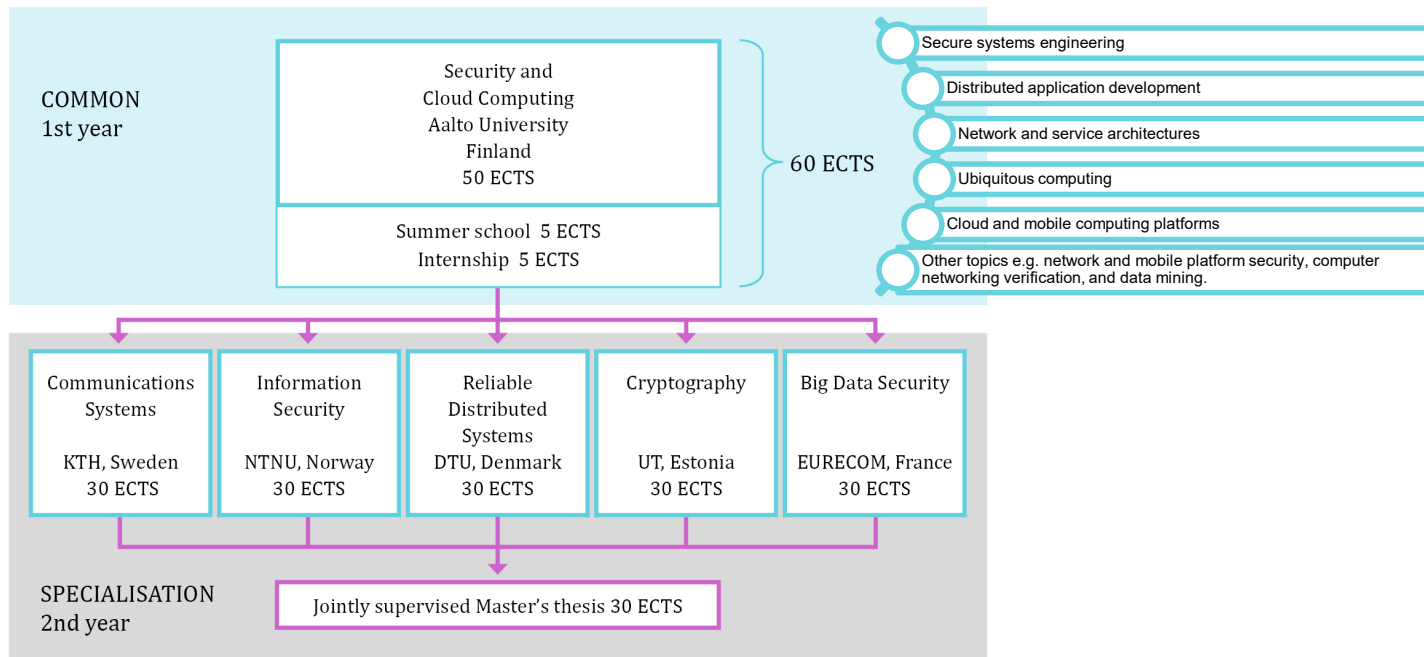 COMMON
1st year
Security and
Cloud Computing
Aalto University
Finland
50 ECTS
Summer school 5 ECTS
Internship 5 ECTS
60 ECTS
Secure systems engineering
Distributed application development
Network and service architectures
Ubiquitous computing
Cloud and mobile computing platforms
Other topics e.g. network and mobile platform security, computer
networking verification, and data mining.
Communications
Systems
KTH, Sweden
30 ECTS
Information
Security
NTNU, Norway
30 ECTS
Reliable
Distributed
Systems
DTU, Denmark
30 ECTS
Cryptography
UT, Estonia
30 ECTS
Big Data Security
EURECOM, France
30 ECTS
SPECIALISATION
2nd year
Jointly supervised Master’s thesis 30 ECTS